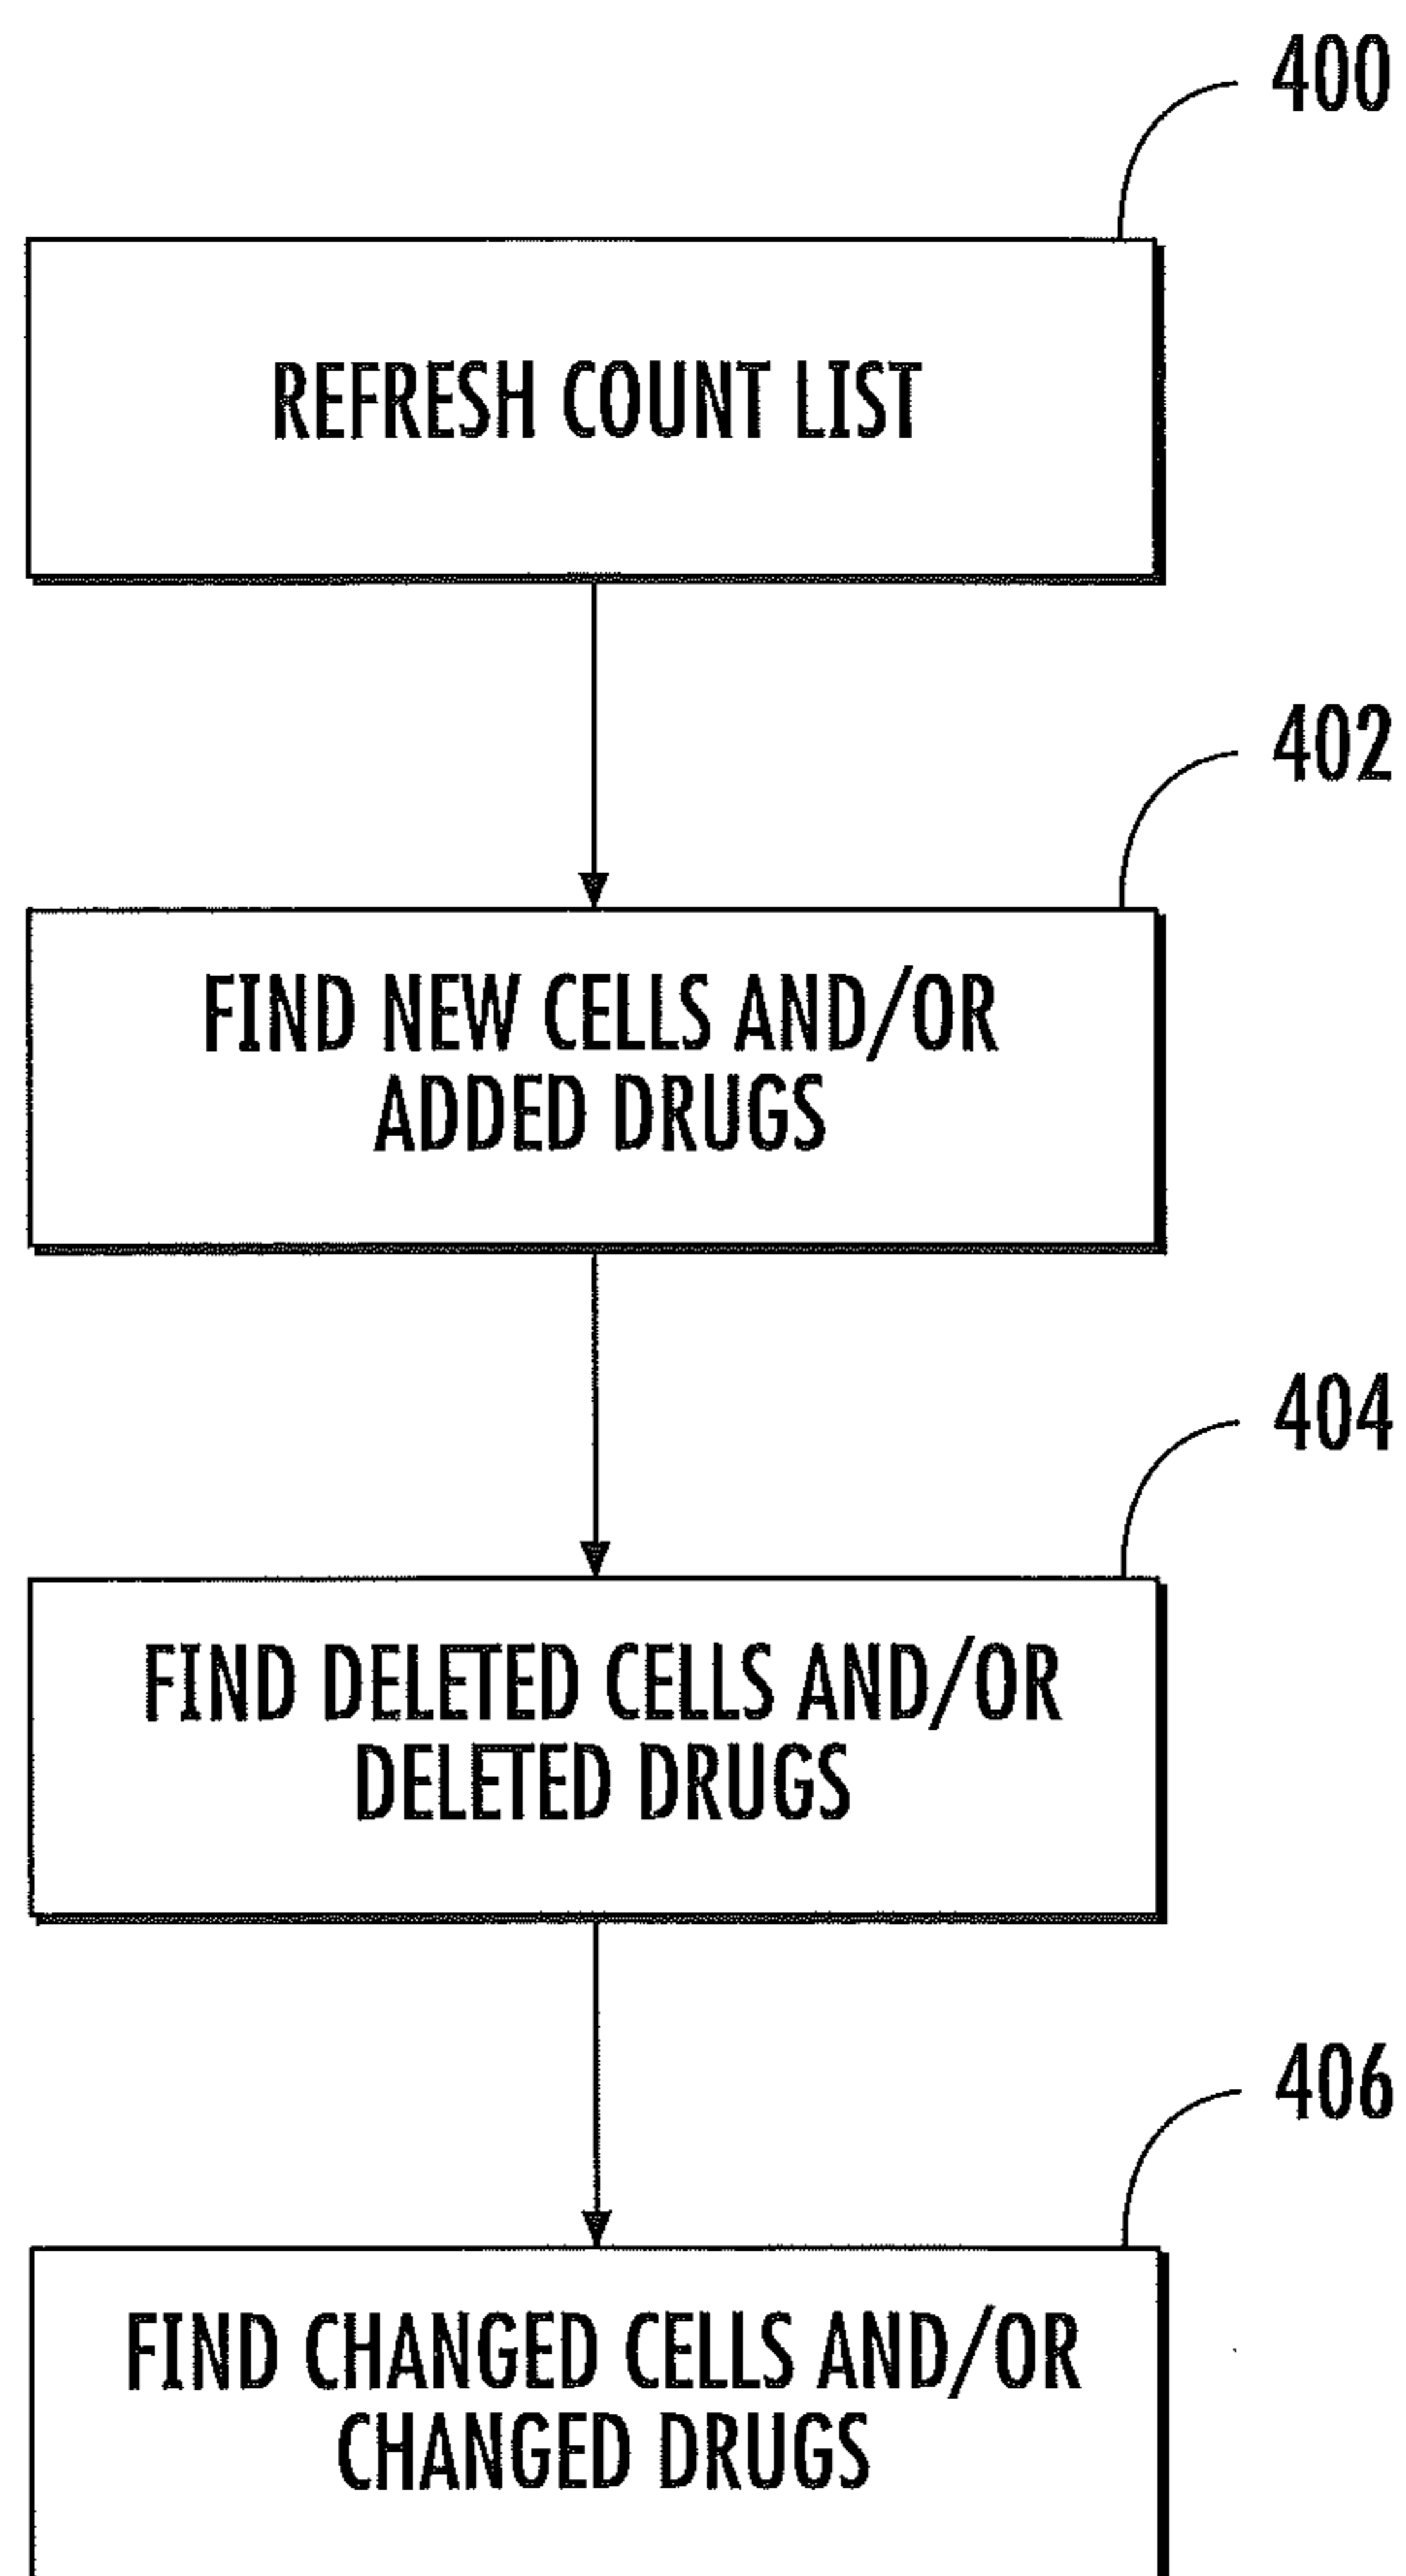 400
REFRESH COUNT LIST
402
FIND NEW CELLS AND/OR
ADDED DRUGS
404
FIND DELETED CELLS AND/OR
DELETED DRUGS
406
FIND CHANGED CELLS AND/OR
CHANGED DRUGS